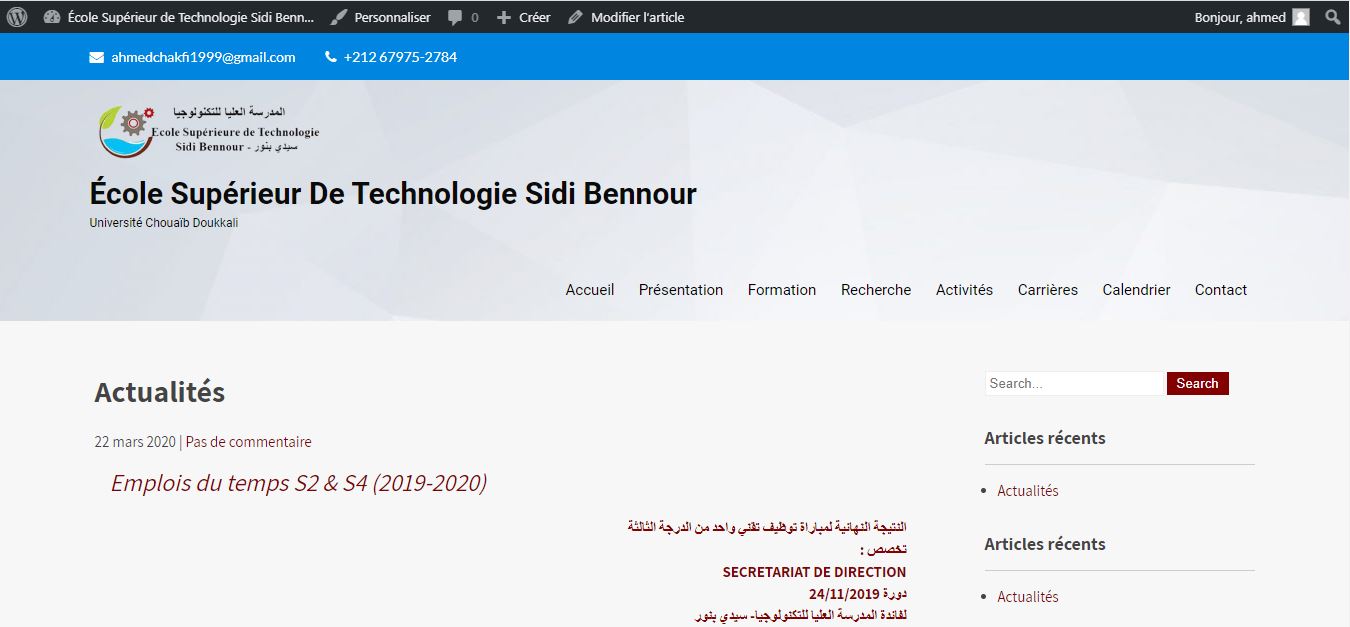 École Supérieur de Technologie Sidi Benn... Personnaliser 0 Créer Modifier l'article Bonjour, ahmed
ahmedchakfi1999@gmail.com +212 67975-2784
المدرسة العليا للتكنولوجيا
Ecole Supérieure de Technologie
Sidi Bennour - سيدي بنور
École Supérieur De Technologie Sidi Bennour
Université Chouaïb Doukkali
Accueil Présentation Formation Recherche Activités Carrières Calendrier Contact
Actualités
22 mars 2020 | Pas de commentaire
Emplois du temps S2 & S4 (2019-2020)
النتيجة النهائية لمباراة توظيف تقني واحد من الدرجة الثالثة
تخصص :
SECRETARIAT DE DIRECTION
دورة 24/11/2019
لفائدة المدرسة العليا للتكنولوجيا- سيدي بنور
Search... Search
Articles récents
Actualités
Articles récents
Actualités